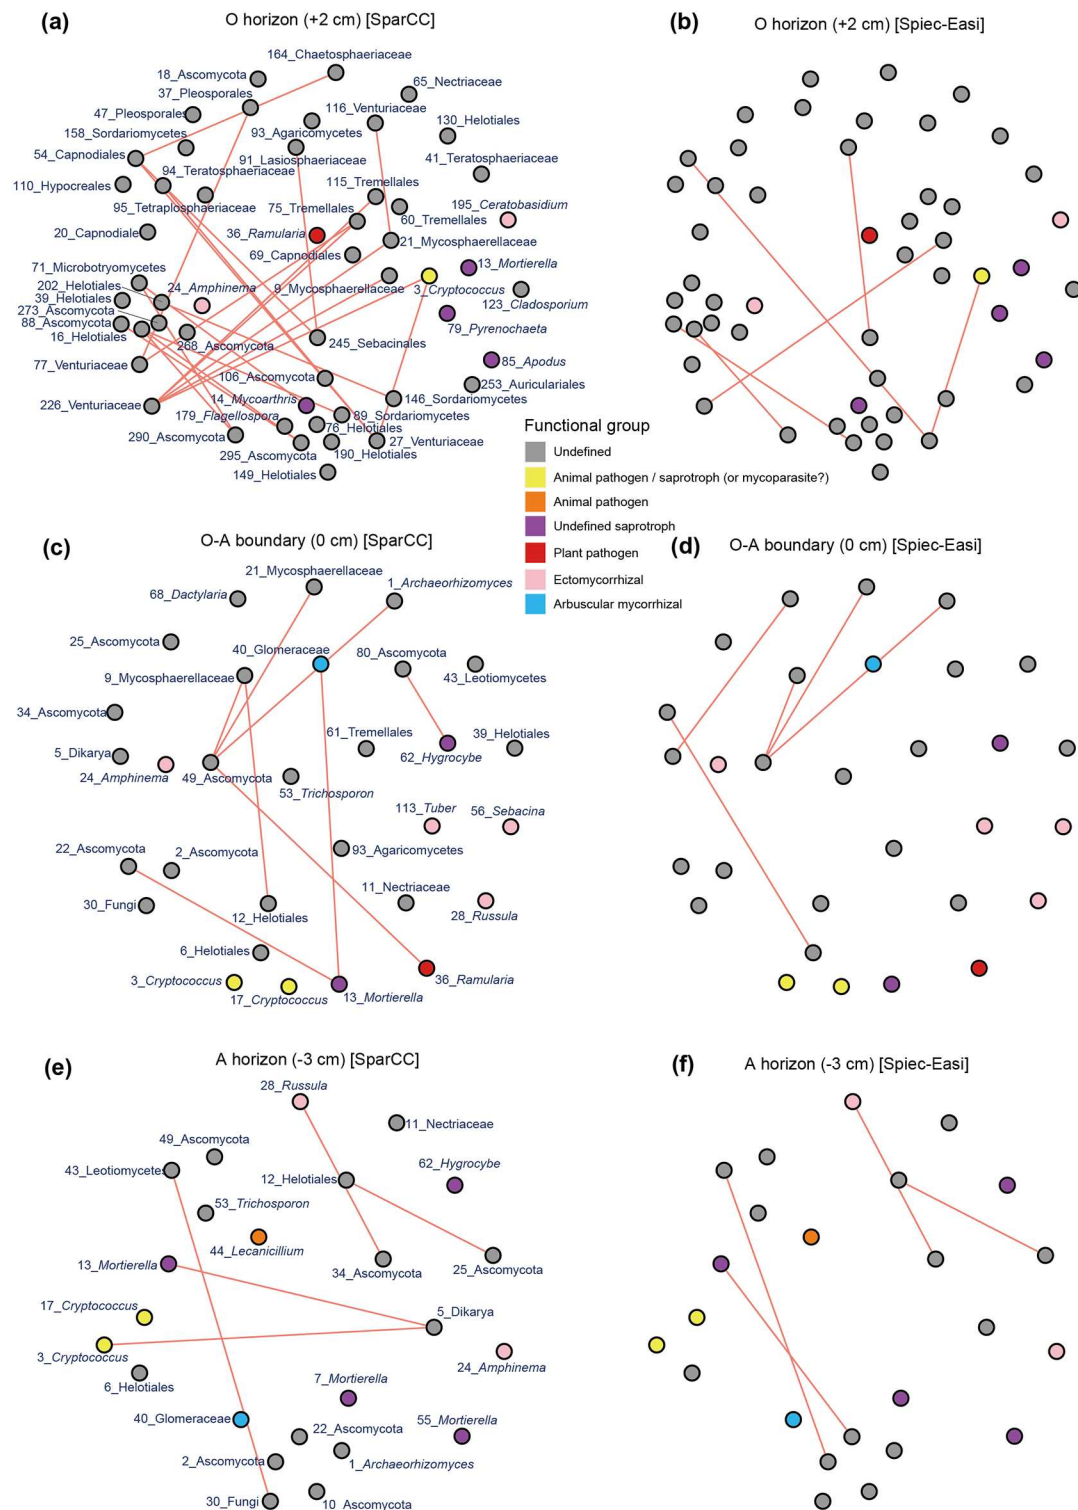 (a)
O horizon (+2 cm) [SparCC]
164_Chaetosphaeriaceae
18_Ascomycota
37_Pleosporales
65_Nectriaceae
47_Pleosporales
116_Venturiaceae
158_Sordariomycetes
93_Agaricomycetes
130_Helotiales
54_Capnodiales
91_Lasiosphaeriaceae
41_Teratosphaeriaceae
94_Teratosphaeriaceae
110_Hypocreales
115_Tremellales
95_Tetraplosphaeriaceae
75_Tremellales
195_Ceratobasidium
60_Tremellales
20_Capnodiale
36_Ramularia
21_Mycosphaerellaceae
69_Capnodiales
13_Mortierella
71_Microbotryomycetes
202_Helotiales
24_Amphinema
9_Mycosphaerellaceae
3_Cryptococcus
39_Helotiales
123_Cladosporium
273_Ascomycota
88_Ascomycota
79_Pyrenochaeta
16_Helotiales
268_Ascomycota
245_Sebacinales
77_Venturiaceae
85_Apodus
106_Ascomycota
253_Auriculariales
226_Venturiaceae
14_Mycoarthris
146_Sordariomycetes
179_Flagellospora
89_Sordariomycetes
76_Helotiales
290_Ascomycota
27_Venturiaceae
295_Ascomycota
190_Helotiales
149_Helotiales
(b)
O horizon (+2 cm) [Spiec-Easi]
Functional group
Undefined
Animal pathogen / saprotroph (or mycoparasite?)
Animal pathogen
Undefined saprotroph
Plant pathogen
Ectomycorrhizal
Arbuscular mycorrhizal
(c)
O-A boundary (0 cm) [SparCC]
21_Mycosphaerellaceae
1_Archaeorhizomyces
68_Dactylaria
25_Ascomycota
40_Glomeraceae
80_Ascomycota
9_Mycosphaerellaceae
43_Leotiomycetes
34_Ascomycota
61_Tremellales
39_Helotiales
5_Dikarya
62_Hygrocybe
24_Amphinema
49_Ascomycota
53_Trichosporon
113_Tuber
56_Sebacina
22_Ascomycota
2_Ascomycota
93_Agaricomycetes
11_Nectriaceae
30_Fungi
12_Helotiales
28_Russula
6_Helotiales
3_Cryptococcus
36_Ramularia
17_Cryptococcus
13_Mortierella
(d)
O-A boundary (0 cm) [Spiec-Easi]
(e)
A horizon (-3 cm) [SparCC]
28_Russula
11_Nectriaceae
49_Ascomycota
43_Leotiomycetes
62_Hygrocybe
12_Helotiales
53_Trichosporon
44_Lecanicillium
13_Mortierella
34_Ascomycota
25_Ascomycota
17_Cryptococcus
5_Dikarya
3_Cryptococcus
24_Amphinema
6_Helotiales
7_Mortierella
40_Glomeraceae
55_Mortierella
22_Ascomycota
2_Ascomycota
1_Archaeorhizomyces
30_Fungi
10_Ascomycota
(f)
A horizon (-3 cm) [Spiec-Easi]